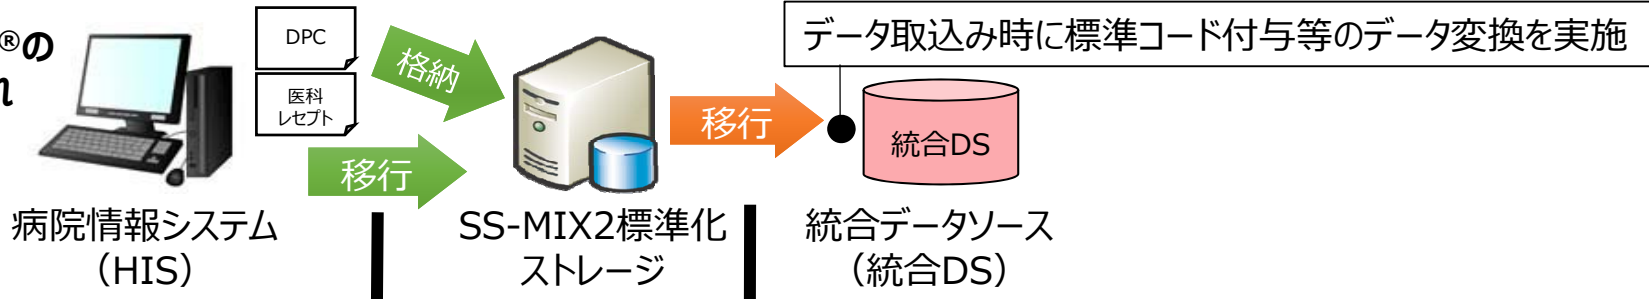 ®の
れ
DPC
医科
レセプト
格納
移行
移行
データ取込み時に標準コード付与等のデータ変換を実施
統合DS
病院情報システム
（HIS）
SS-MIX2標準化
ストレージ
統合データソース
（統合DS）